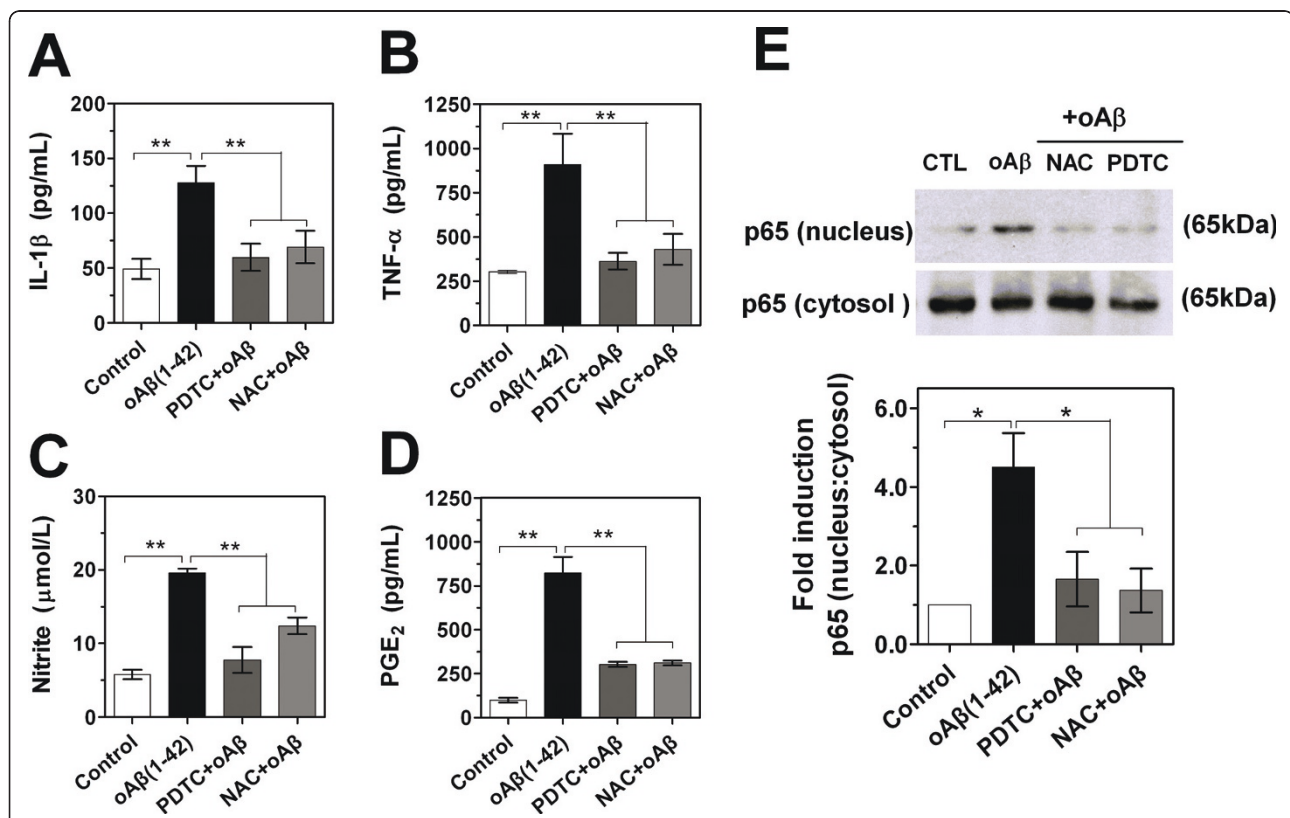 A
IL-1β (pg/mL)
200
150
100
50
0
**
**
Control
oAβ(1-42)
PDTC+oAβ
NAC+oAβ
B
TNF-α (pg/mL)
1250
1000
750
500
250
0
**
**
Control
oAβ(1-42)
PDTC+oAβ
NAC+oAβ
C
Nitrite (μmol/L)
30
20
10
0
**
**
Control
oAβ(1-42)
PDTC+oAβ
NAC+oAβ
D
PGE₂ (pg/mL)
1250
1000
750
500
250
0
**
**
Control
oAβ(1-42)
PDTC+oAβ
NAC+oAβ
E
+oAβ
CTL oAβ NAC PDTC
p65 (nucleus) (65kDa)
p65 (cytosol ) (65kDa)
Fold induction
p65 (nucleus:cytosol)
6.0
4.0
2.0
1.0
0.0
*
*
Control
oAβ(1-42)
PDTC+oAβ
NAC+oAβ